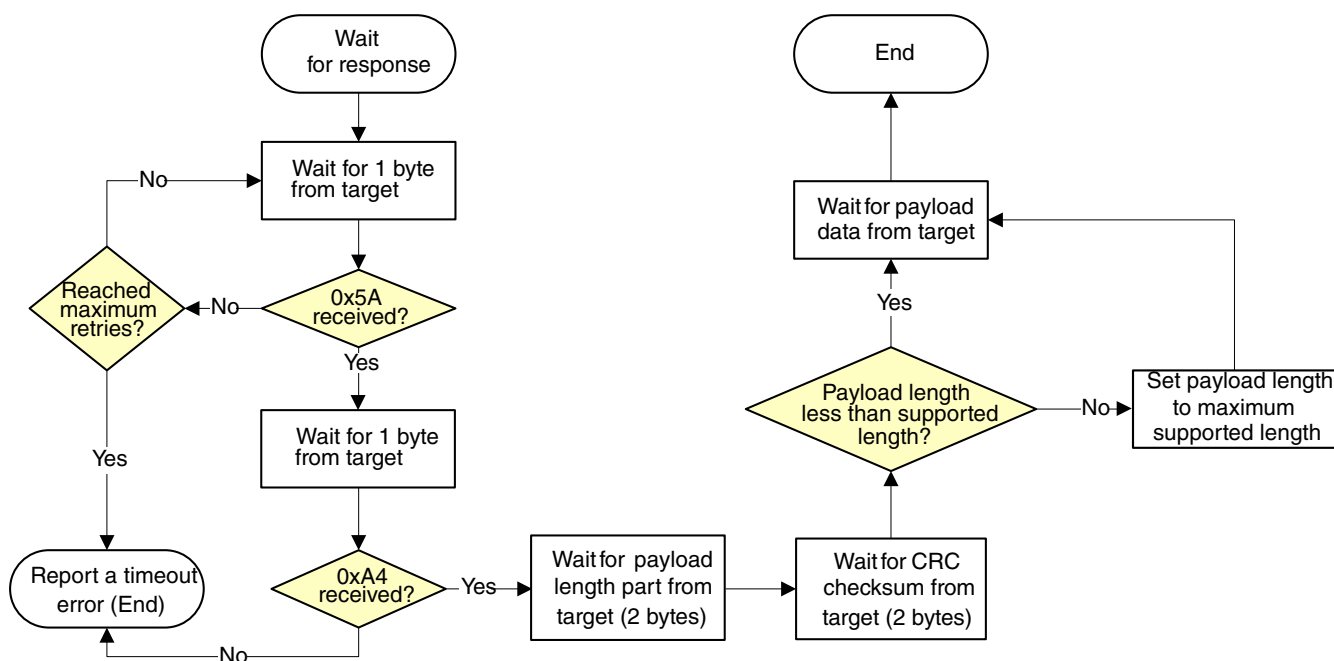 Wait
for response
Wait for 1 byte
from target
No
Reached
maximum
retries?
No
0x5A
received?
Yes
Wait for 1 byte
from target
Yes
Report a timeout
error (End)
0xA4
received?
No
Yes
Wait for payload
length part from
target (2 bytes)
Wait for CRC
checksum from
target (2 bytes)
Payload length
less than supported
length?
No
Set payload length
to maximum
supported length
Yes
Wait for payload
data from target
End